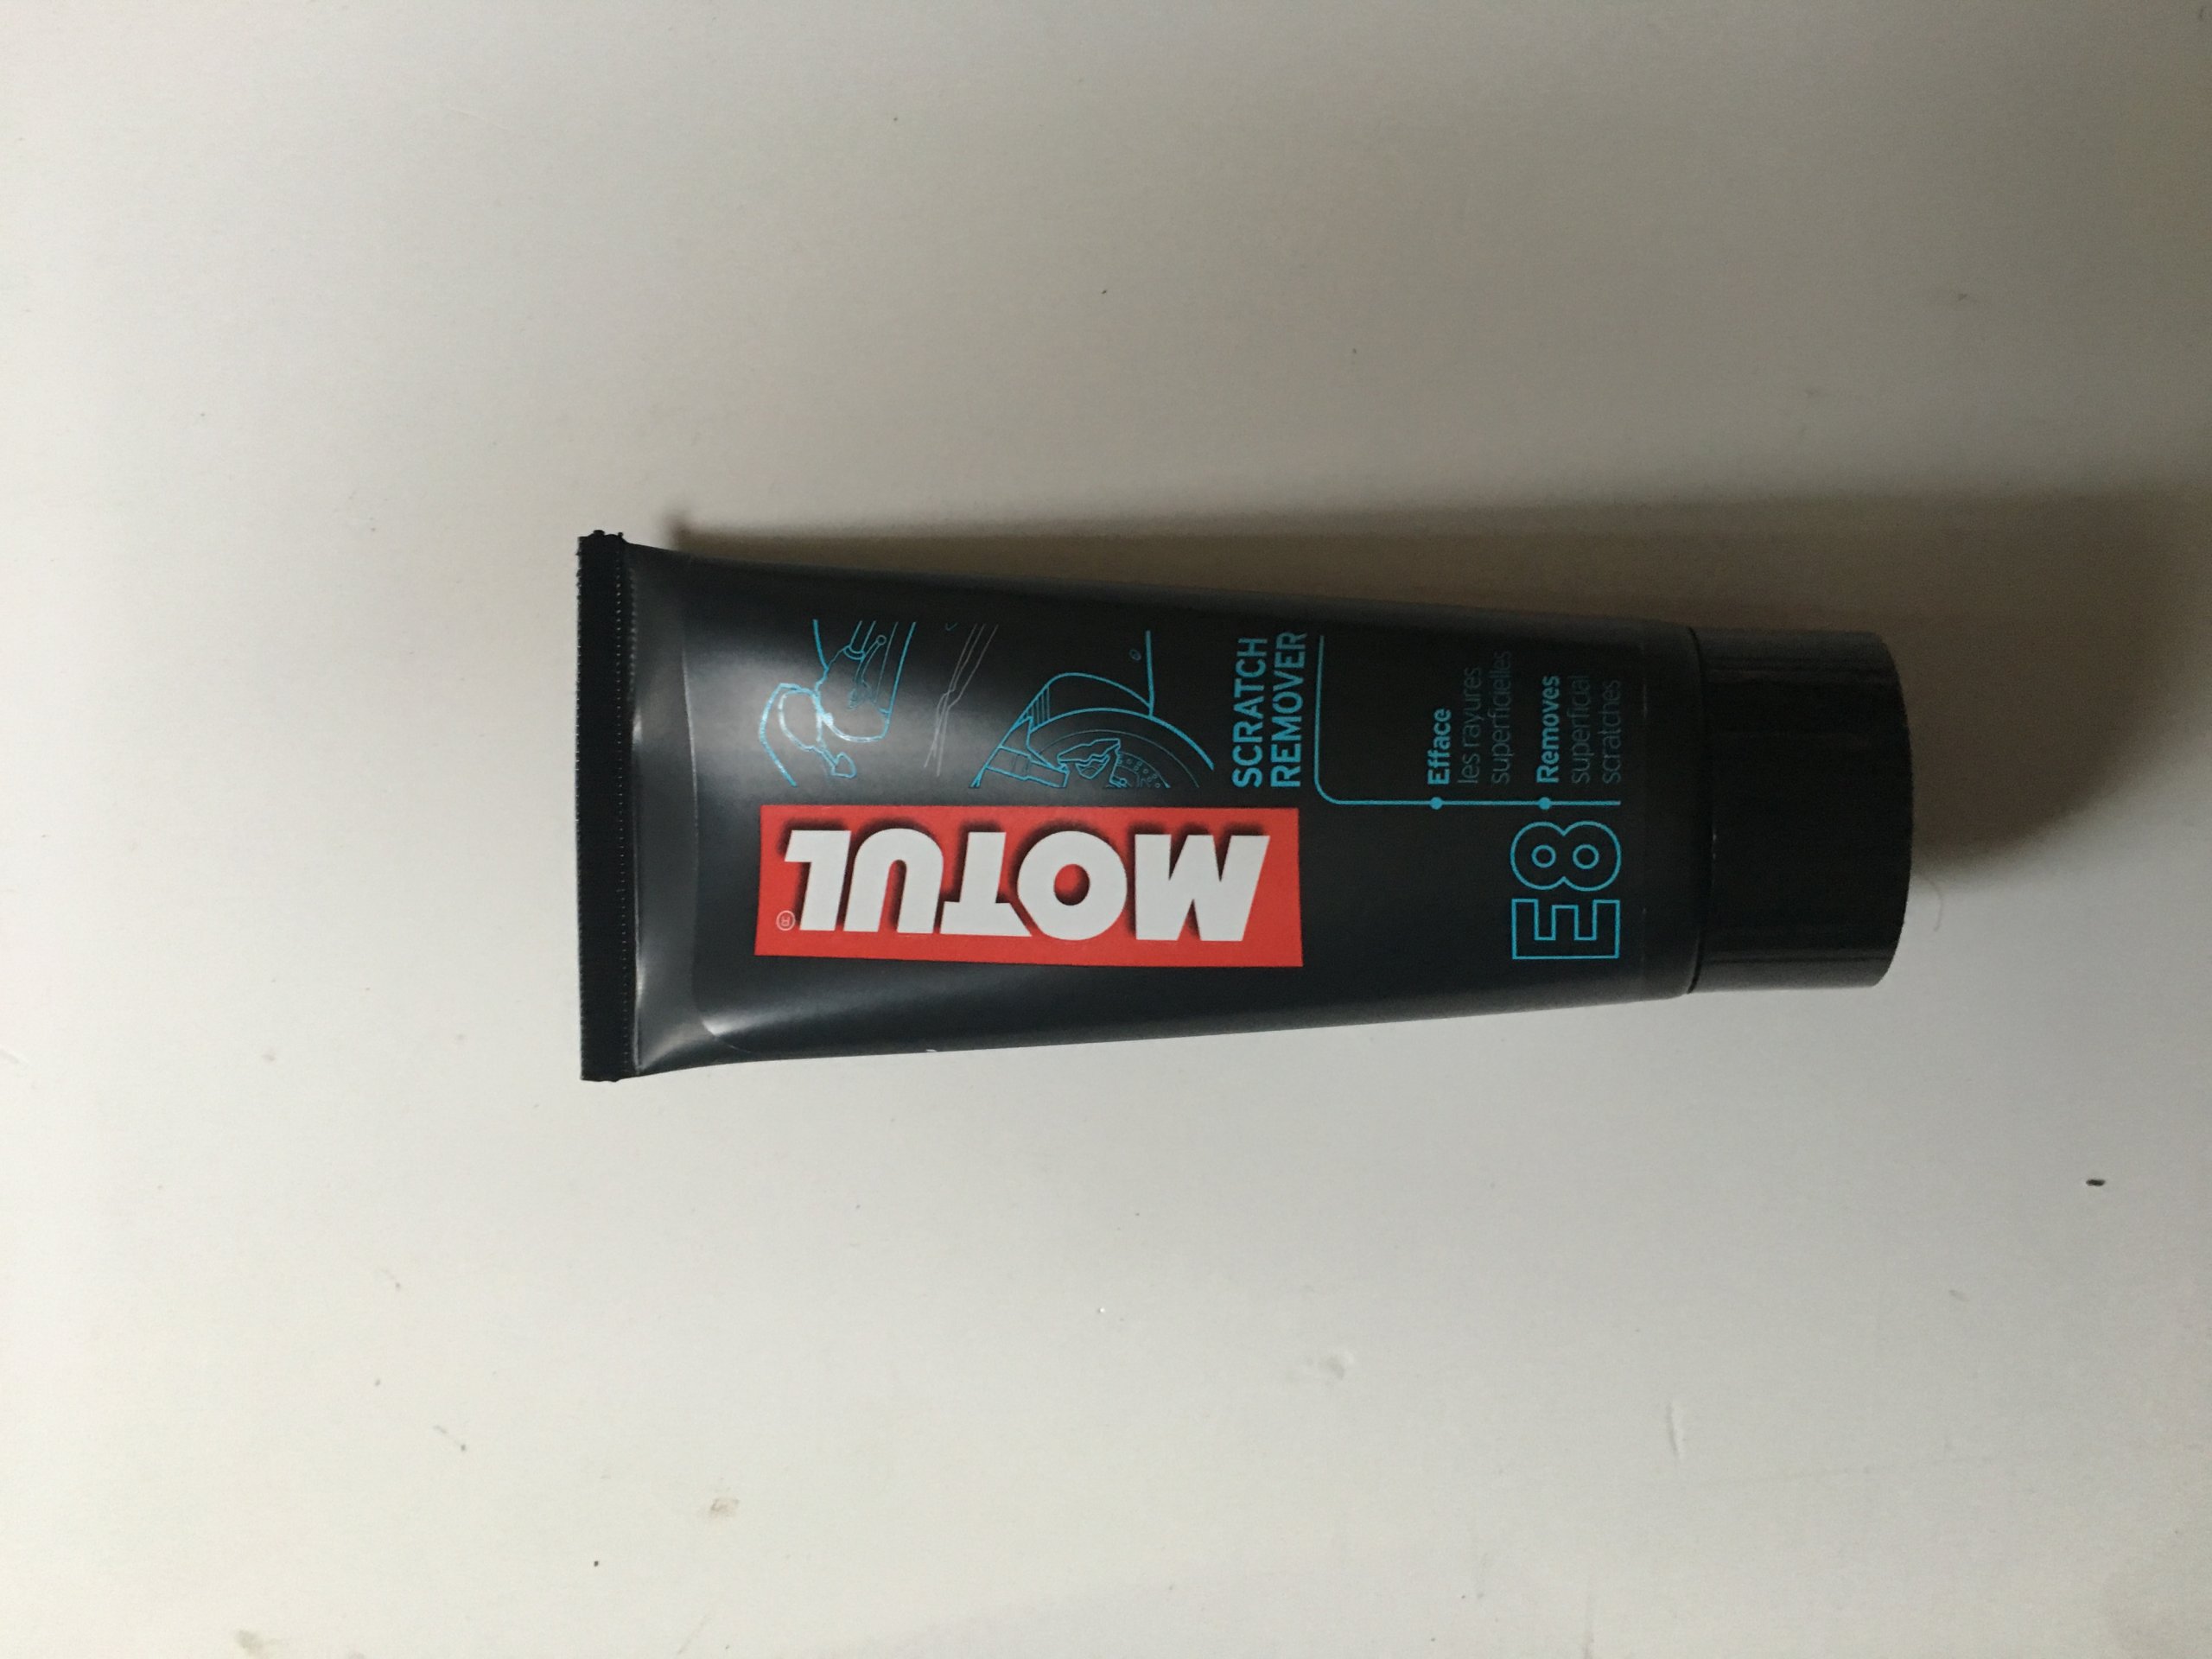 MOTUL®
SCRATCH
REMOVER
Efface
les rayures
superficielles
Removes
superficial
scratches
E8